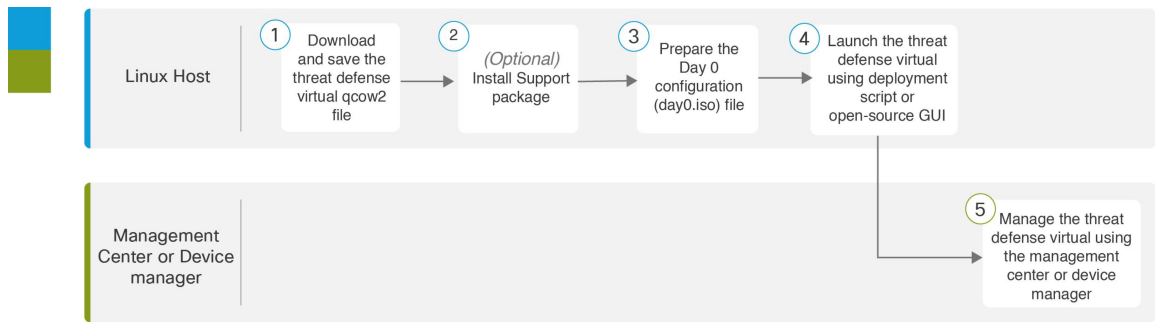 Linux Host
1
Download
and save the
threat defense
virtual qcow2
file
2
(Optional)
Install Support
package
3
Prepare the
Day 0
configuration
(day0.iso) file
4
Launch the threat
defense virtual
using deployment
script or
open-source GUI
Management
Center or Device
manager
5
Manage the threat
defense virtual using
the management
center or device
manager